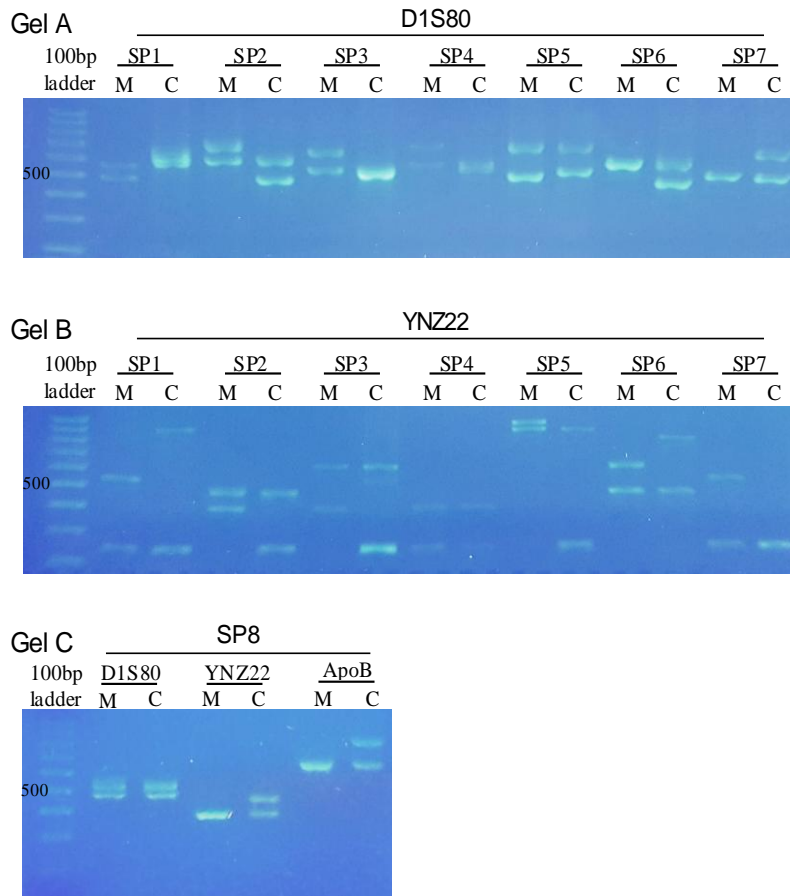 Gel A
D1S80
100bp SP1 SP2 SP3 SP4 SP5 SP6 SP7
ladder M C M C M C M C M C M C M C
500
Gel B
YNZ22
100bp SP1 SP2 SP3 SP4 SP5 SP6 SP7
ladder M C M C M C M C M C M C M C
500
Gel C
SP8
100bp D1S80 YNZ22 ApoB
ladder M C M C M C
500